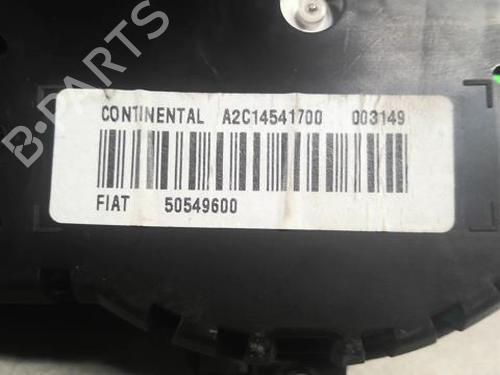 B-PARTS
CONTINENTAL A2C14541700 003149
FIAT 50549600